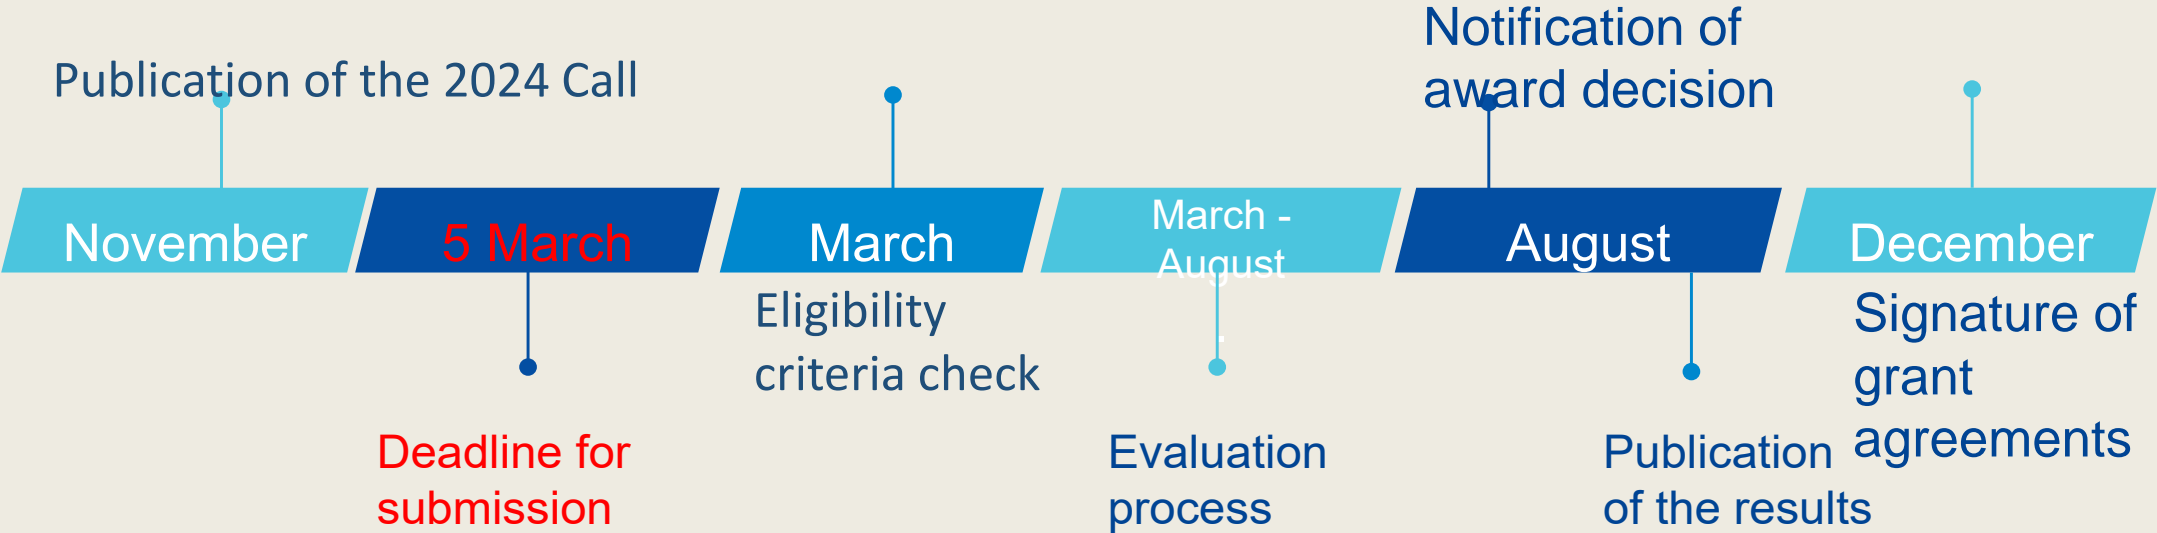 Publication of the 2024 Call
Notification of
award decision
November
5 March
March
March -
August
August
December
Eligibility
criteria check
.
Signature of
grant
agreements
Deadline for
submission
Evaluation
process
Publication
of the results